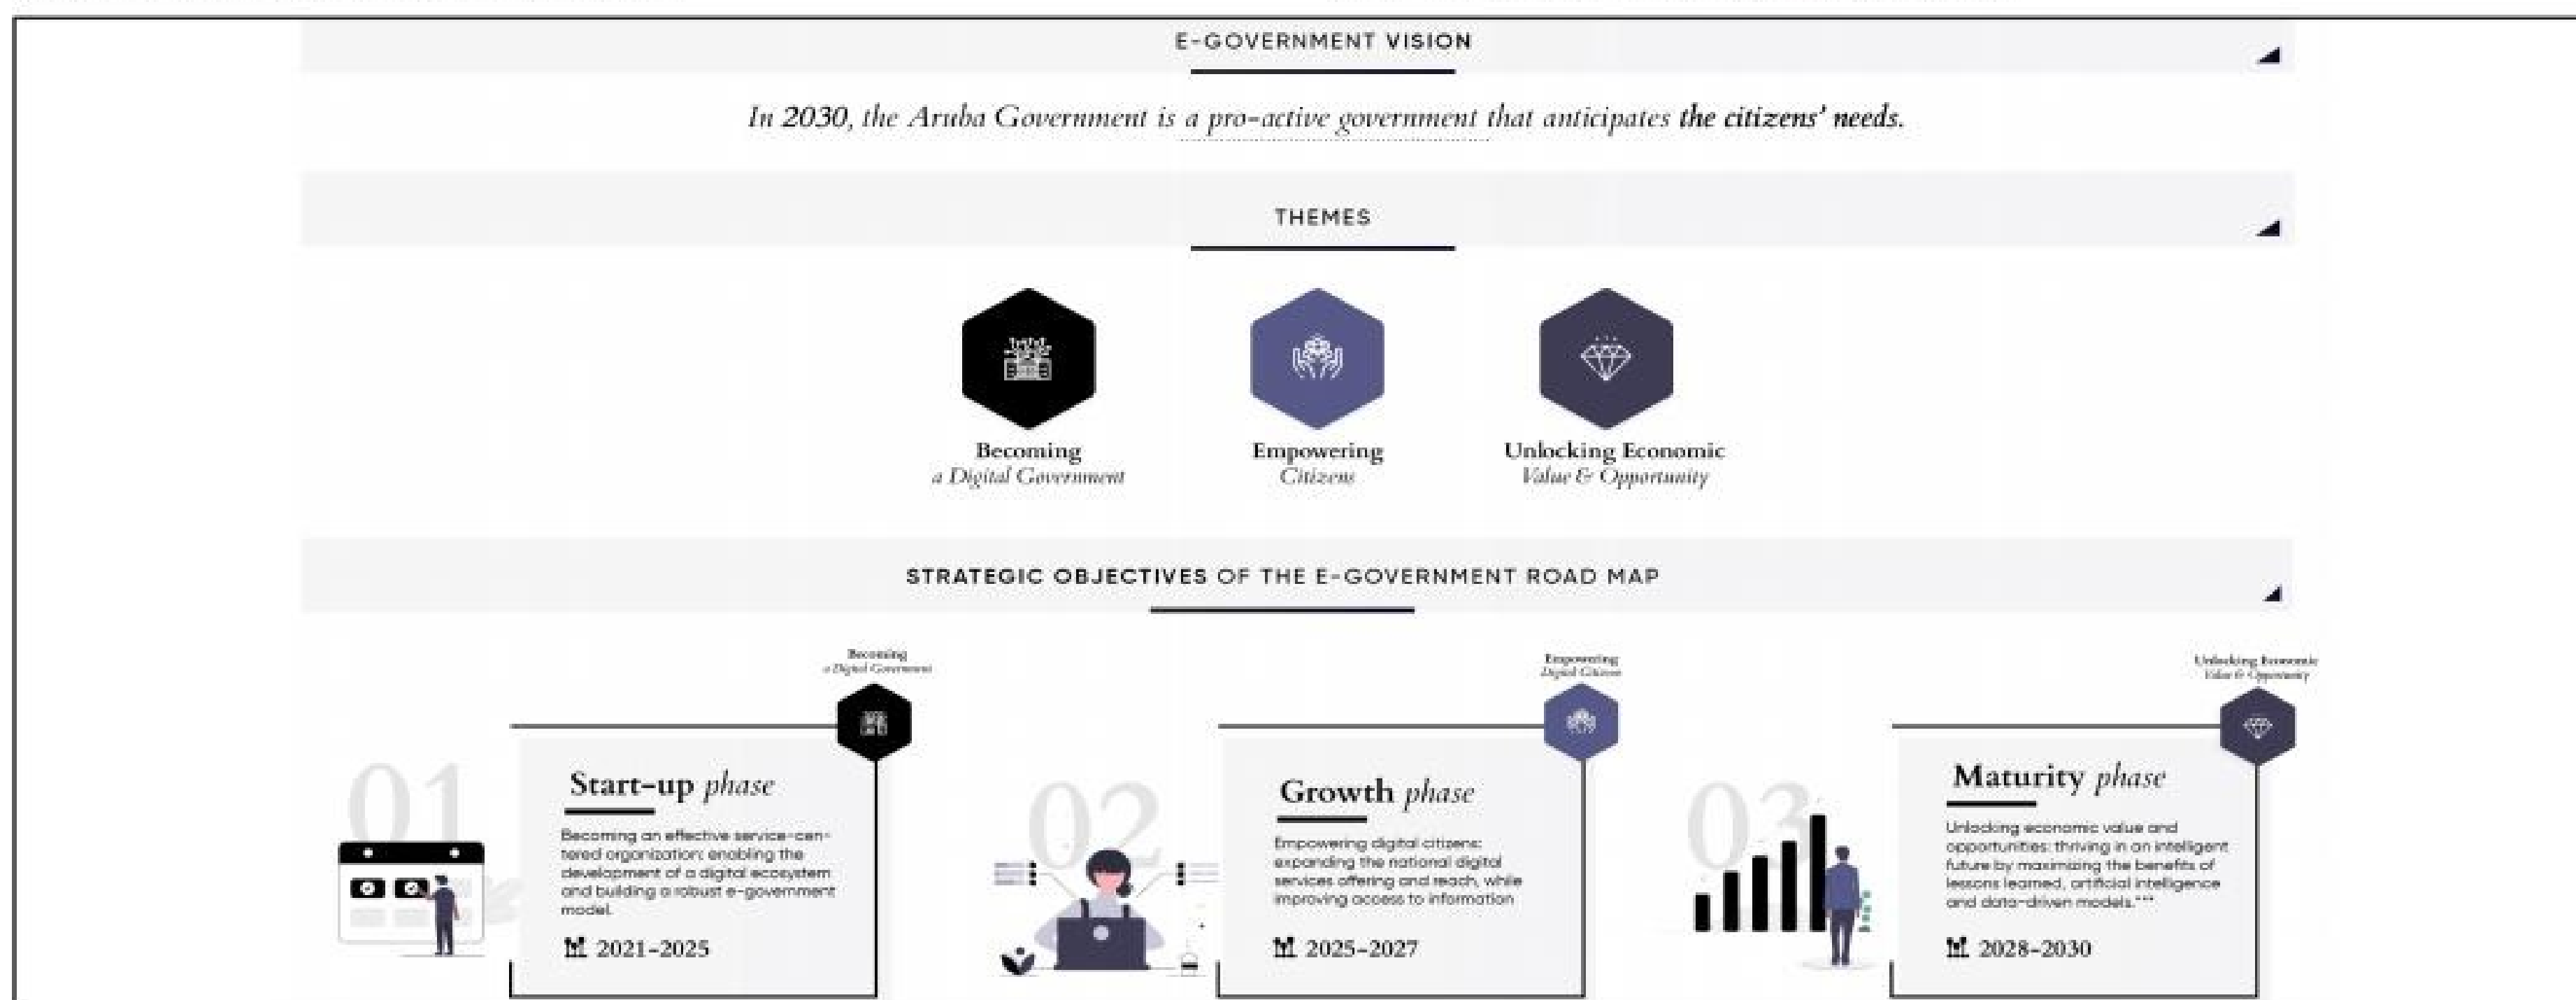 E-GOVERNMENT VISION
In 2030, the Aruba Government is a pro-active government that anticipates the citizens' needs.
THEMES
Becoming
a Digital Government
Empowering
Citizens
Unlocking Economic
Value & Opportunity
STRATEGIC OBJECTIVES OF THE E-GOVERNMENT ROAD MAP
Becoming
a Digital Government
01
Start-up phase
Becoming an effective service-cen-
tered organization: enabling the
development of a digital ecosystem
and building a robust e-government
model.
2021-2025
Empowering
Digital Citizens
02
Growth phase
Empowering digital citizens:
expanding the national digital
services offering and reach, while
improving access to information
2025-2027
Unlocking Economic
Value & Opportunity
03
Maturity phase
Unlocking economic value and
opportunities: thriving in an intelligent
future by maximizing the benefits of
lessons learned, artificial intelligence
and data-driven models.***
2028-2030